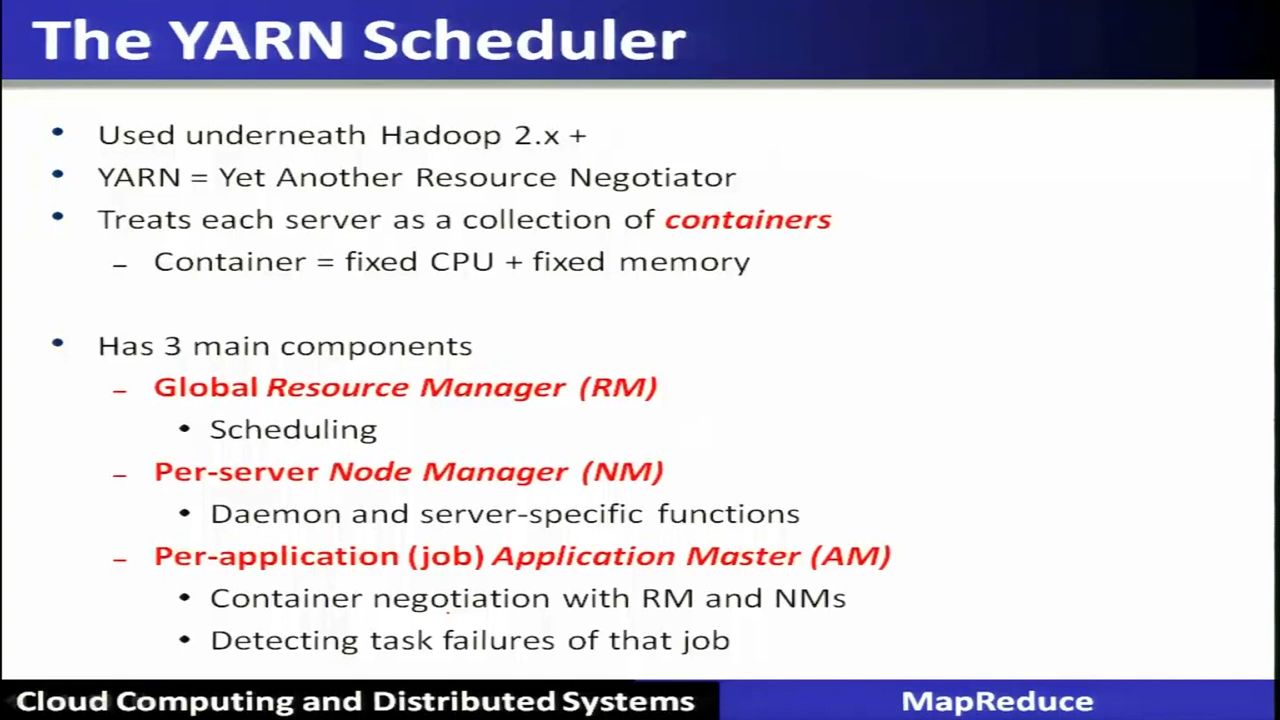 The YARN Scheduler
• Used underneath Hadoop 2.x +
• YARN = Yet Another Resource Negotiator
• Treats each server as a collection of containers
– Container = fixed CPU + fixed memory
• Has 3 main components
– Global Resource Manager (RM)
• Scheduling
– Per-server Node Manager (NM)
• Daemon and server-specific functions
– Per-application (job) Application Master (AM)
• Container negotiation with RM and NMs
• Detecting task failures of that job
Cloud Computing and Distributed Systems
MapReduce